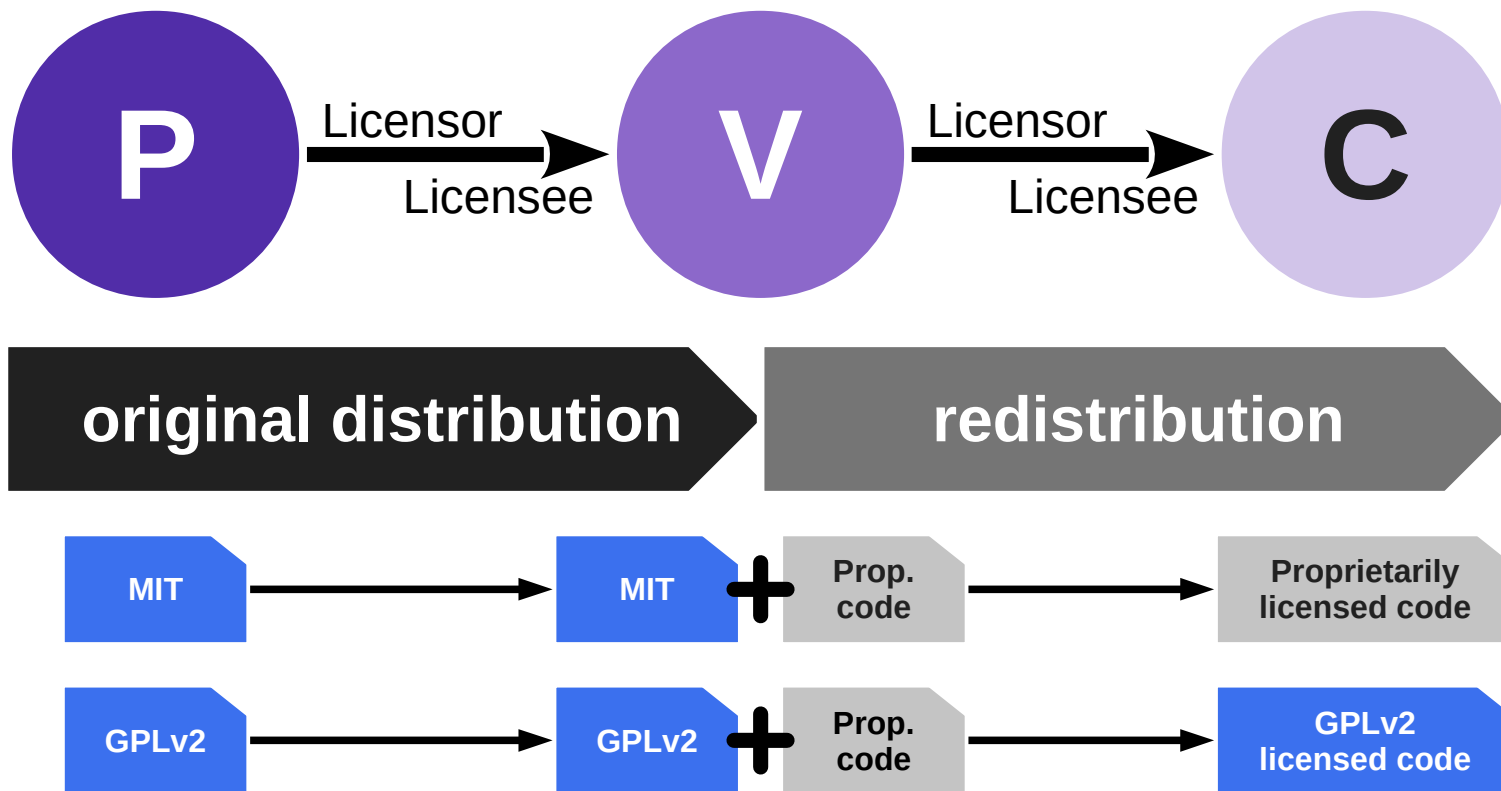 P
Licensor
Licensee
V
Licensor
Licensee
C
original distribution
redistribution
MIT
MIT
Prop.
code
Proprietarily
licensed code
GPLv2
GPLv2
Prop.
code
GPLv2
licensed code